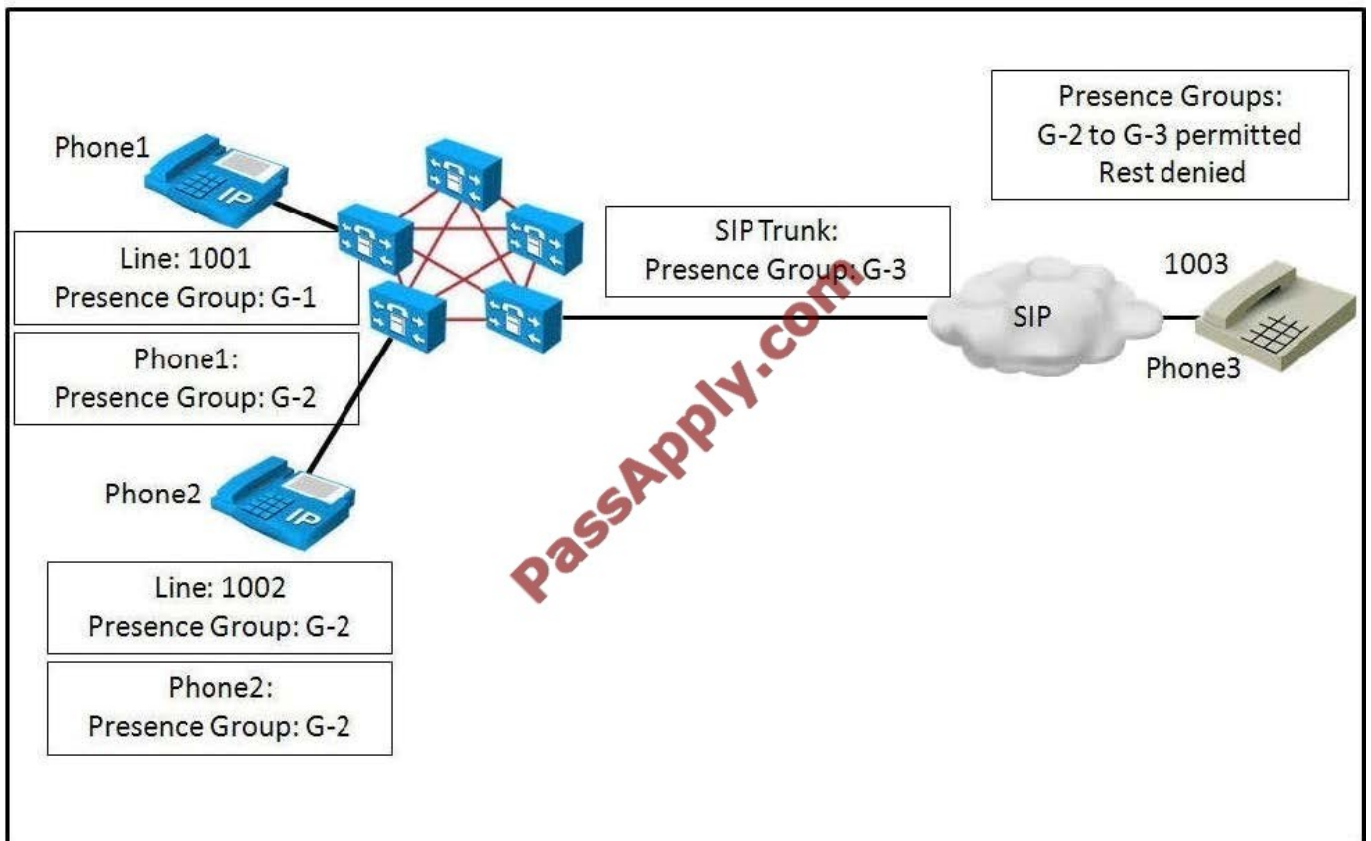 Presence Groups:
G-2 to G-3 permitted
Rest denied
Phone1
IP
Line: 1001
Presence Group: G-1
SIP Trunk:
Presence Group: G-3
1003
SIP
Phone3
Phone1:
Presence Group: G-2
Phone2
IP
Line: 1002
Presence Group: G-2
Phone2:
Presence Group: G-2
PassApply.com